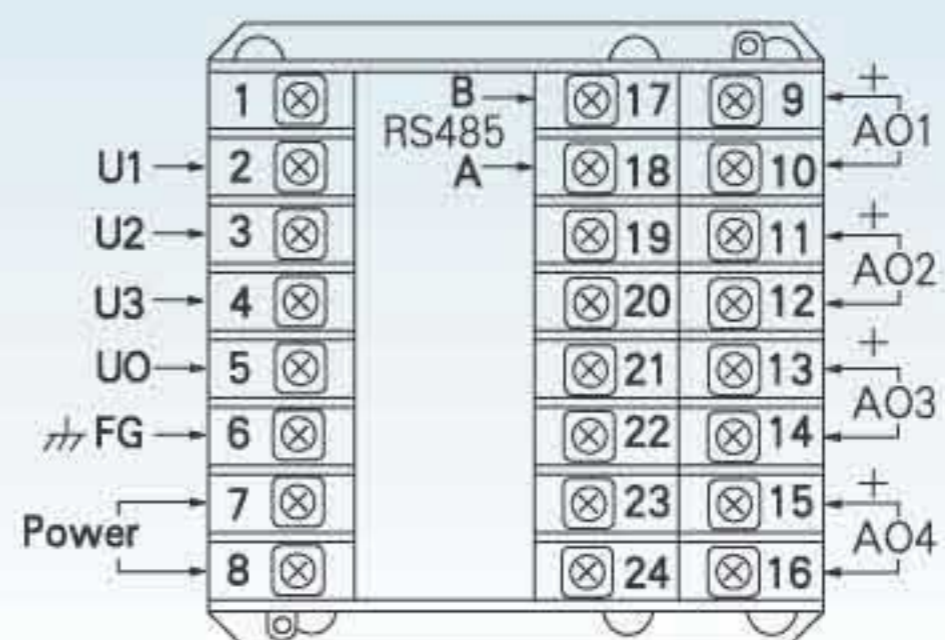 1 B 17 9 +
RS485 AO1
U1 2 A 18 10
U2 3 19 11 +
AO2
U3 4 20 12
U0 5 21 13 +
AO3
FG 6 22 14
7 23 15 +
Power AO4
8 24 16